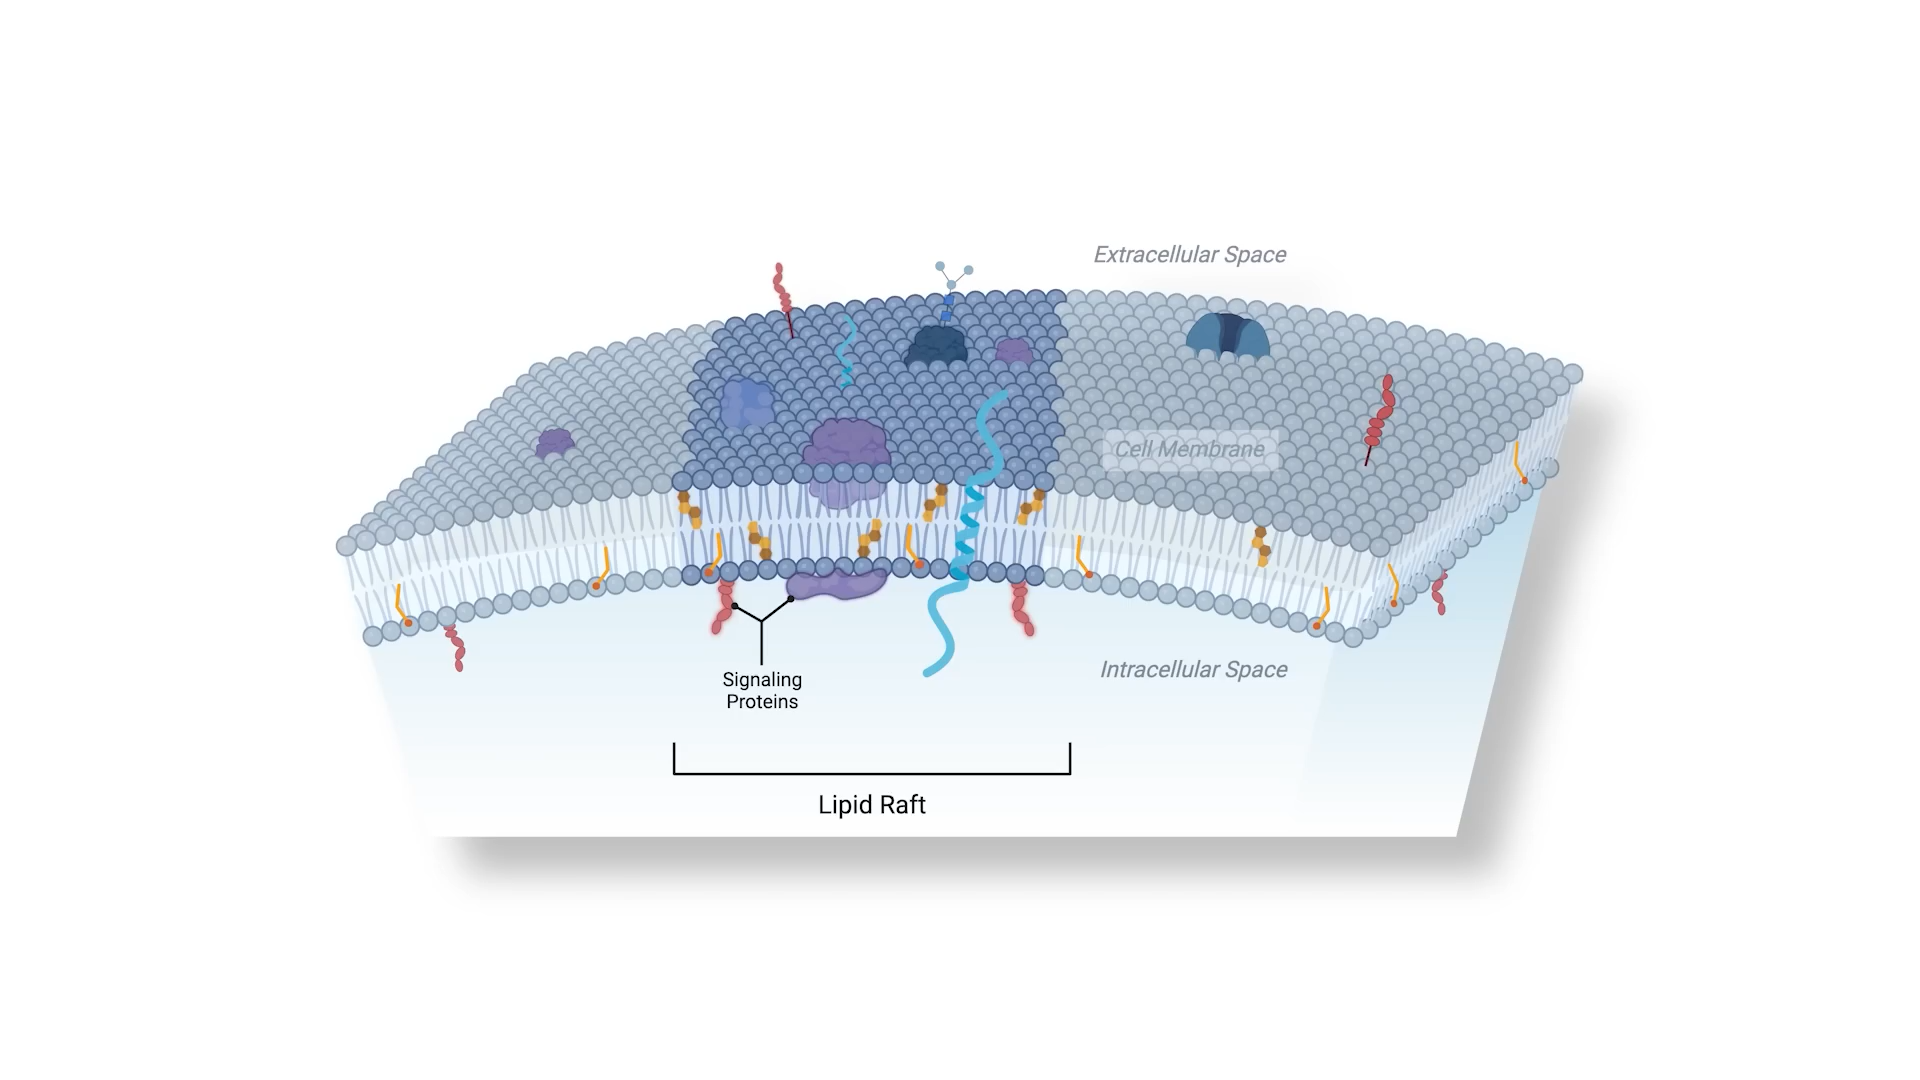 Extracellular Space
Cell Membrane
Intracellular Space
Signaling
Proteins
Lipid Raft